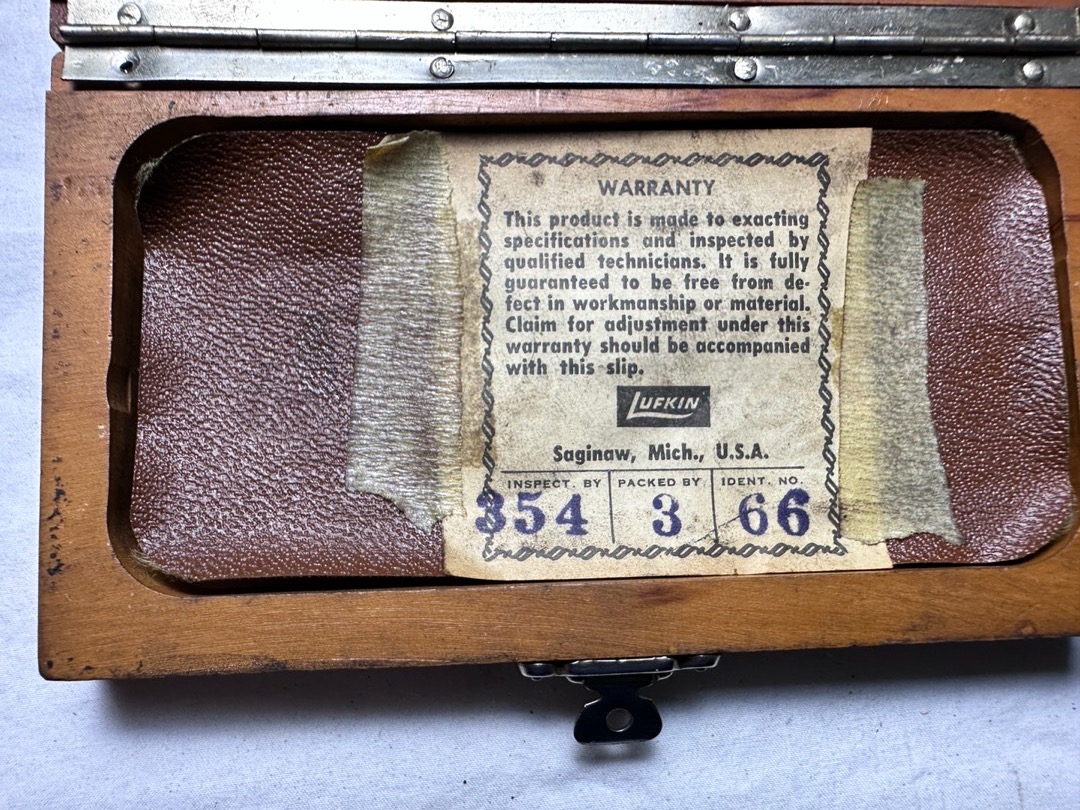 WARRANTY
This product is made to exacting
specifications and inspected by
qualified technicians. It is fully
guaranteed to be free from de-
fect in workmanship or material.
Claim for adjustment under this
warranty should be accompanied
with this slip.
LUFKIN
Saginaw, Mich., U.S.A.
INSPECT. BY PACKED BY IDENT. NO.
354 3 66